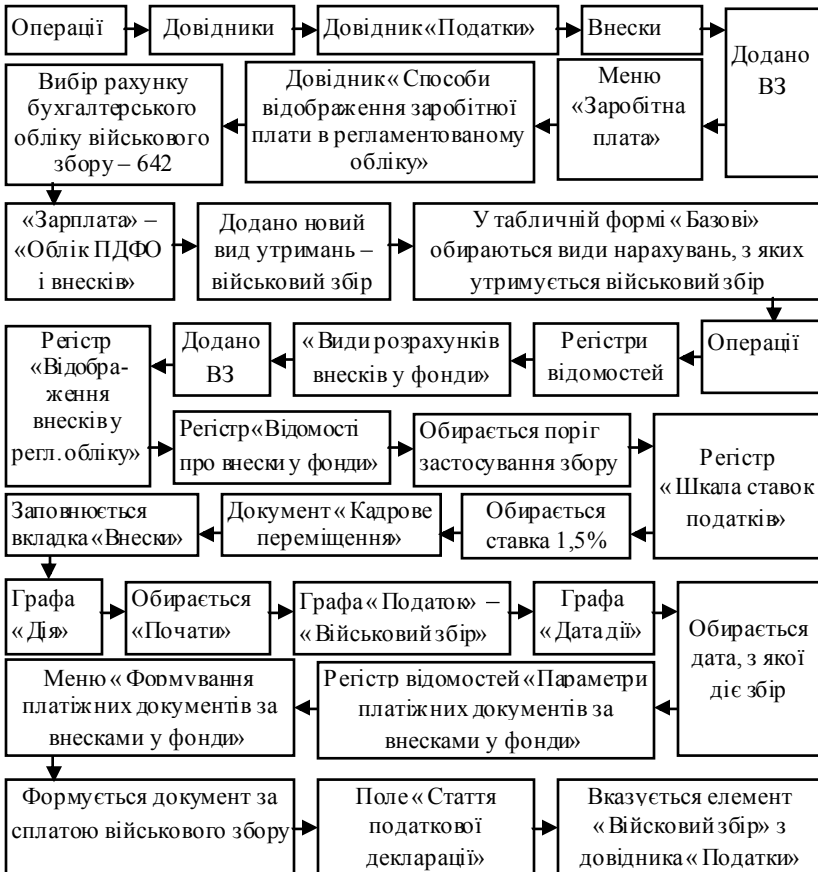 Операції
Довідники
Довідник «Податки»
Внески
Додано
ВЗ
Меню
«Заробітна
плата»
Довідник «Способи
відображення заробітної
плати в регламентованому
обліку»
Вибір рахунку
бухгалтерського
обліку військового
збору – 642
«Зарплата» –
«Облік ПДФО
і внесків»
Додано новий
вид утримань –
військовий збір
У табличній формі «Базові»
обираються види нарахувань, з яких
утримується військовий збір
Операції
Регістри
відомостей
«Види розрахунків
внесків у фонди»
Додано
ВЗ
Регістр
«Відобра-
ження
внесків у
регл. обліку»
Регістр «Відомості
про внески у фонди»
Обирається поріг
застосування збору
Регістр
«Шкала ставок
податків»
Обирається
ставка 1,5%
Документ «Кадрове
переміщення»
Заповнюється
вкладка «Внески»
Графа
«Дія»
Обирається
«Почати»
Графа «Податок» –
«Військовий збір»
Графа
«Дата дії»
Обирається
дата, з якої
діє збір
Регістр відомостей «Параметри
платіжних документів за
внесками у фонди»
Меню «Формування
платіжних документів за
внесками у фонди»
Формується документ за
сплатою військового збору
Поле «Стаття
податкової
декларації»
Вказується елемент
«Війсковий збір» з
довідника «Податки»